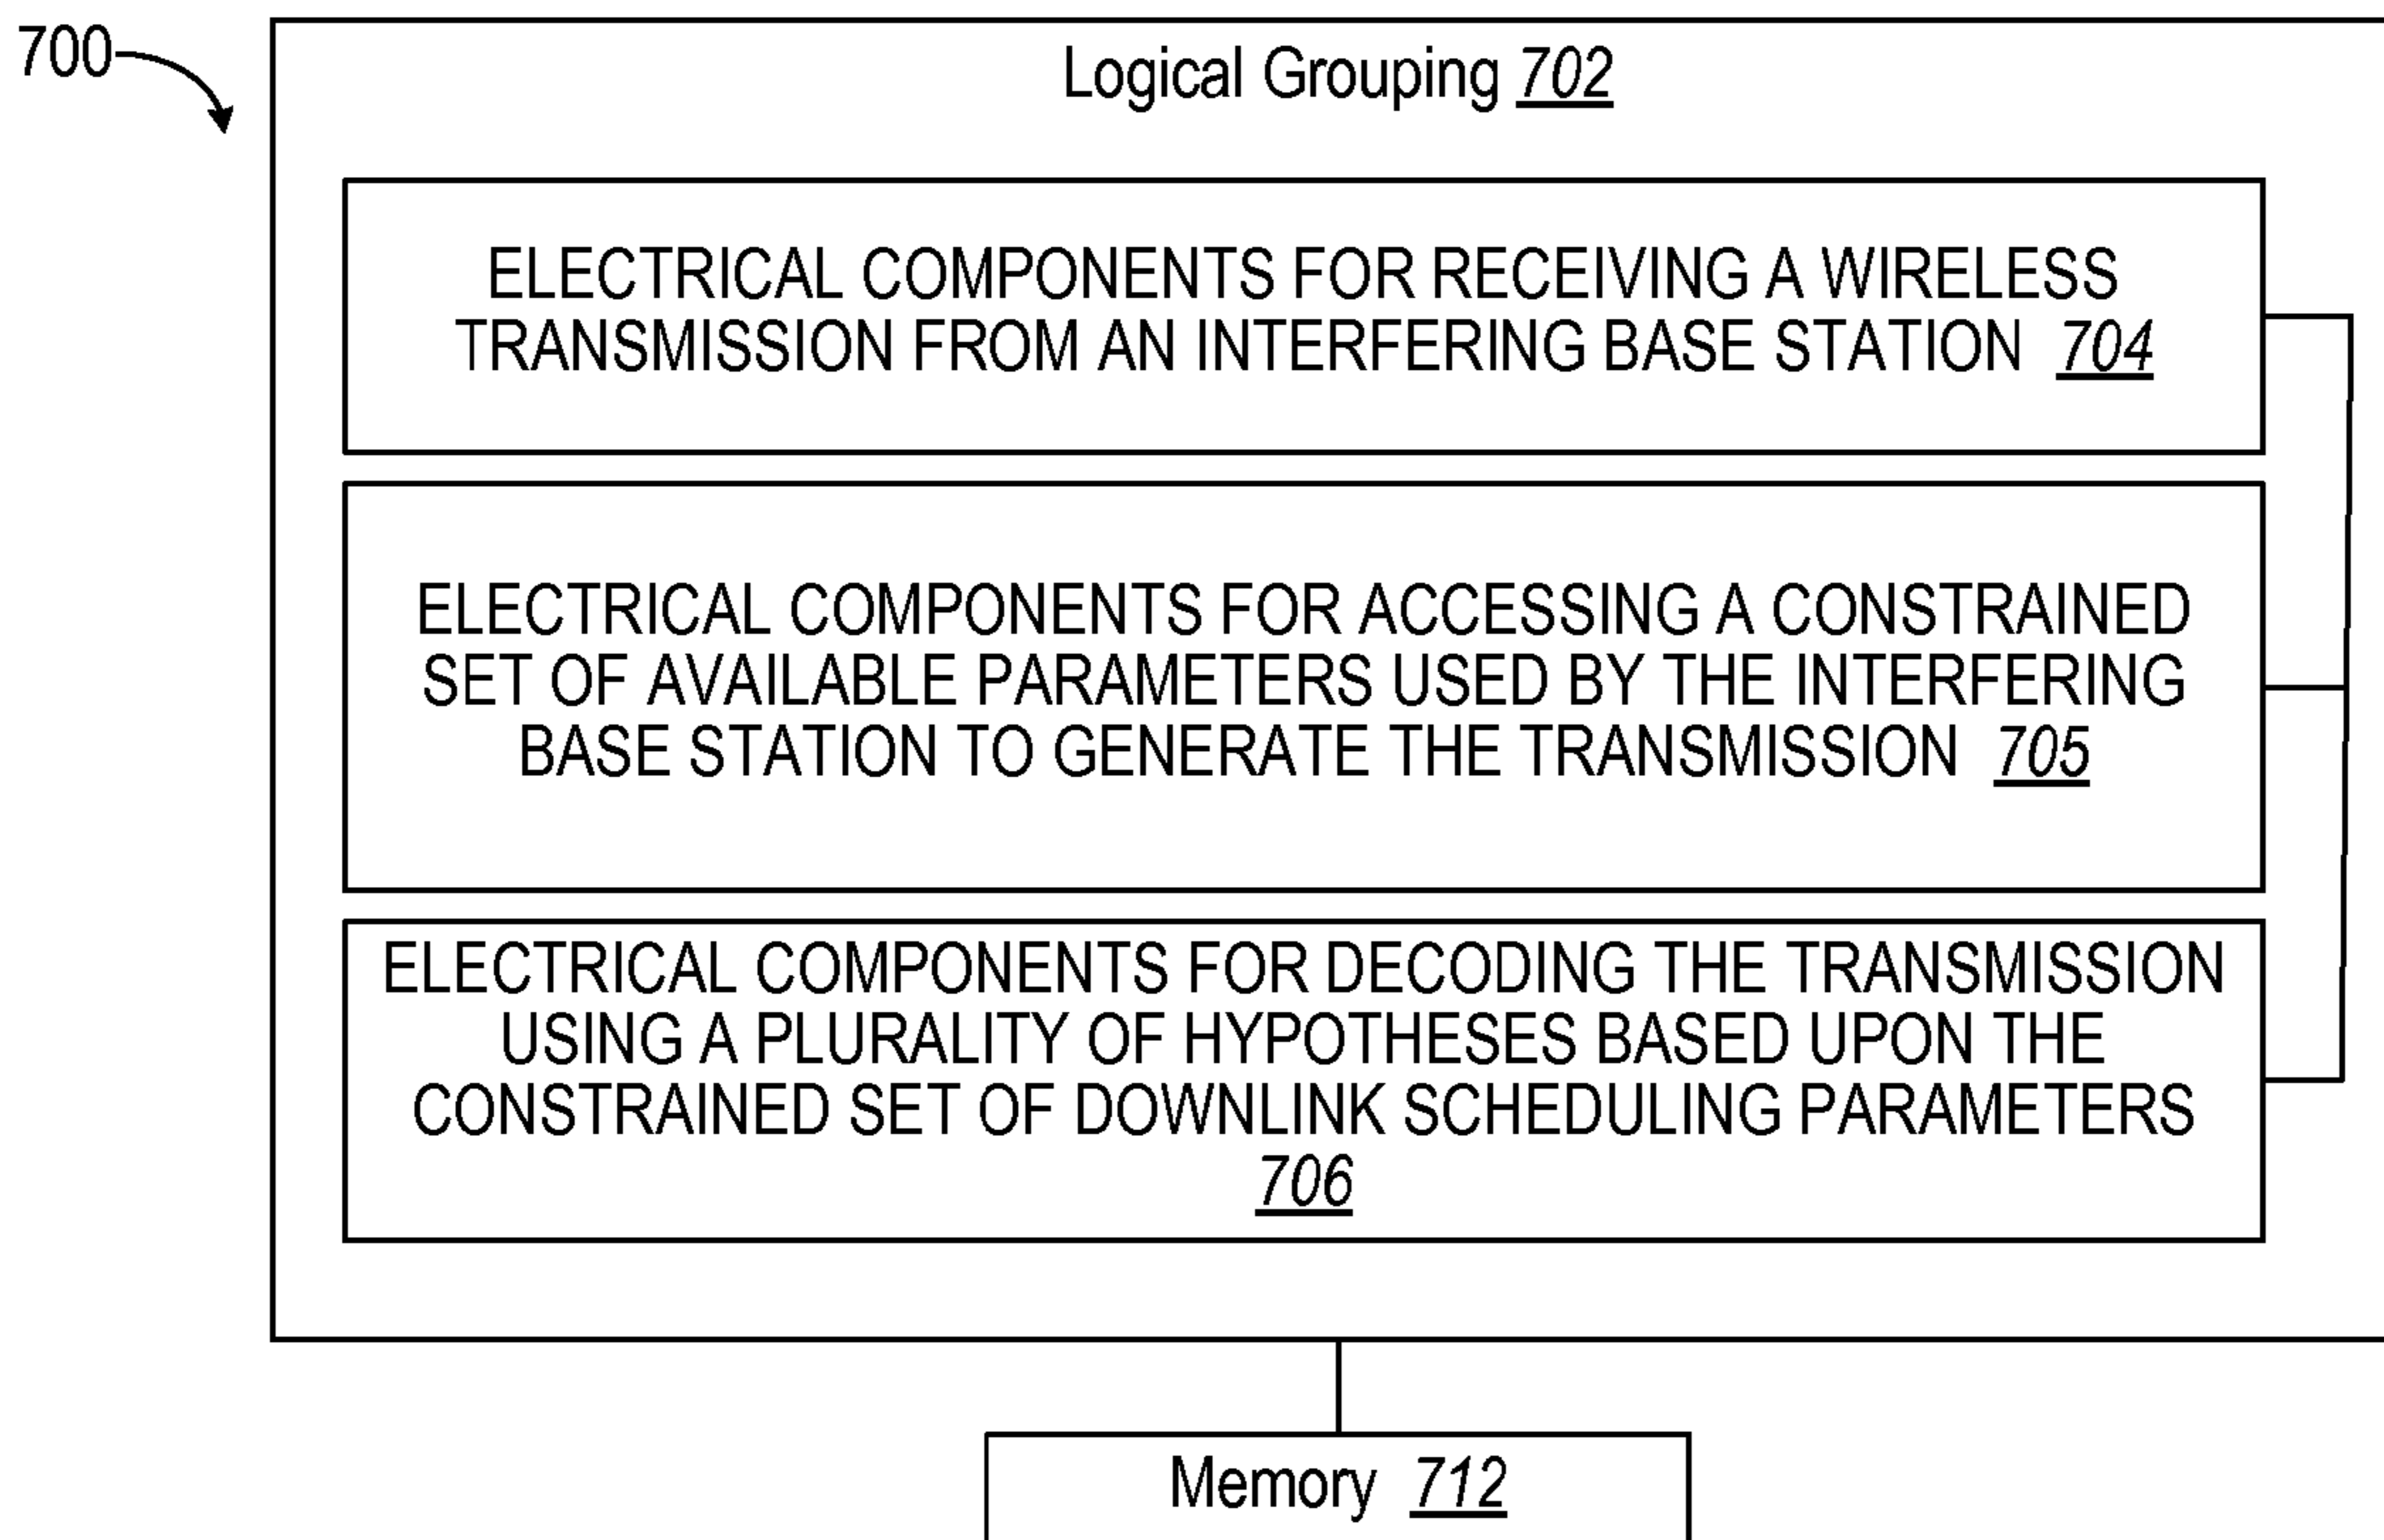 700
Logical Grouping 702
ELECTRICAL COMPONENTS FOR RECEIVING A WIRELESS
TRANSMISSION FROM AN INTERFERING BASE STATION 704
ELECTRICAL COMPONENTS FOR ACCESSING A CONSTRAINED
SET OF AVAILABLE PARAMETERS USED BY THE INTERFERING
BASE STATION TO GENERATE THE TRANSMISSION 705
ELECTRICAL COMPONENTS FOR DECODING THE TRANSMISSION
USING A PLURALITY OF HYPOTHESES BASED UPON THE
CONSTRAINED SET OF DOWNLINK SCHEDULING PARAMETERS
706
Memory 712